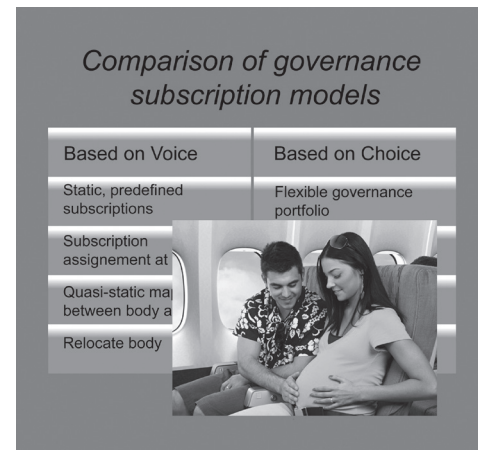 Comparison of governance
subscription models
Based on Voice
Based on Choice
Static, predefined
subscriptions
Flexible governance
portfolio
Subscription
assignement at
Quasi-static
between body
Relocate body